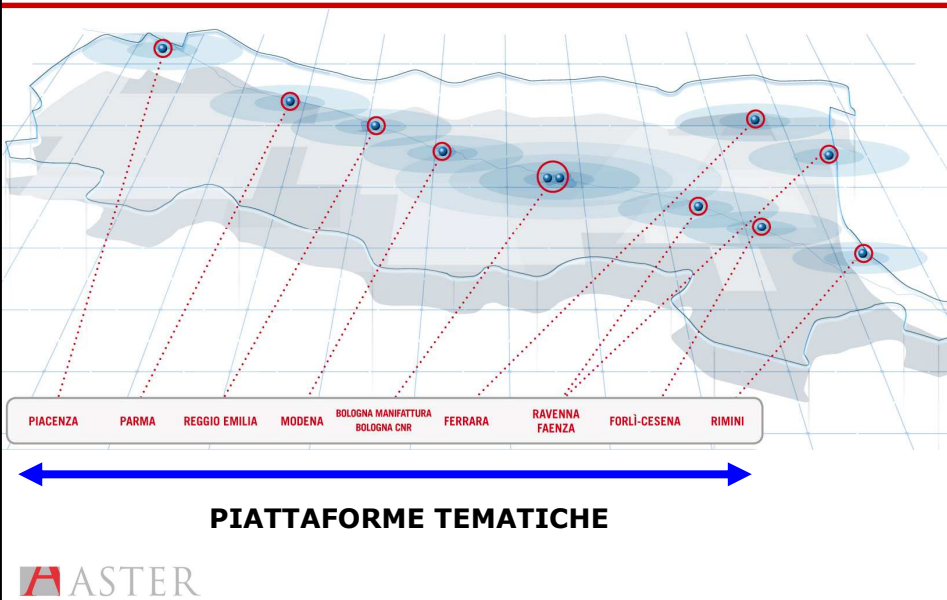 PIACENZA
PARMA
REGGIO EMILIA
MODENA
BOLOGNA MANIFATTURA
BOLOGNA CNR
FERRARA
RAVENNA
FAENZA
FORLÌ-CESENA
RIMINI
PIATTAFORME TEMATICHE
ASTER